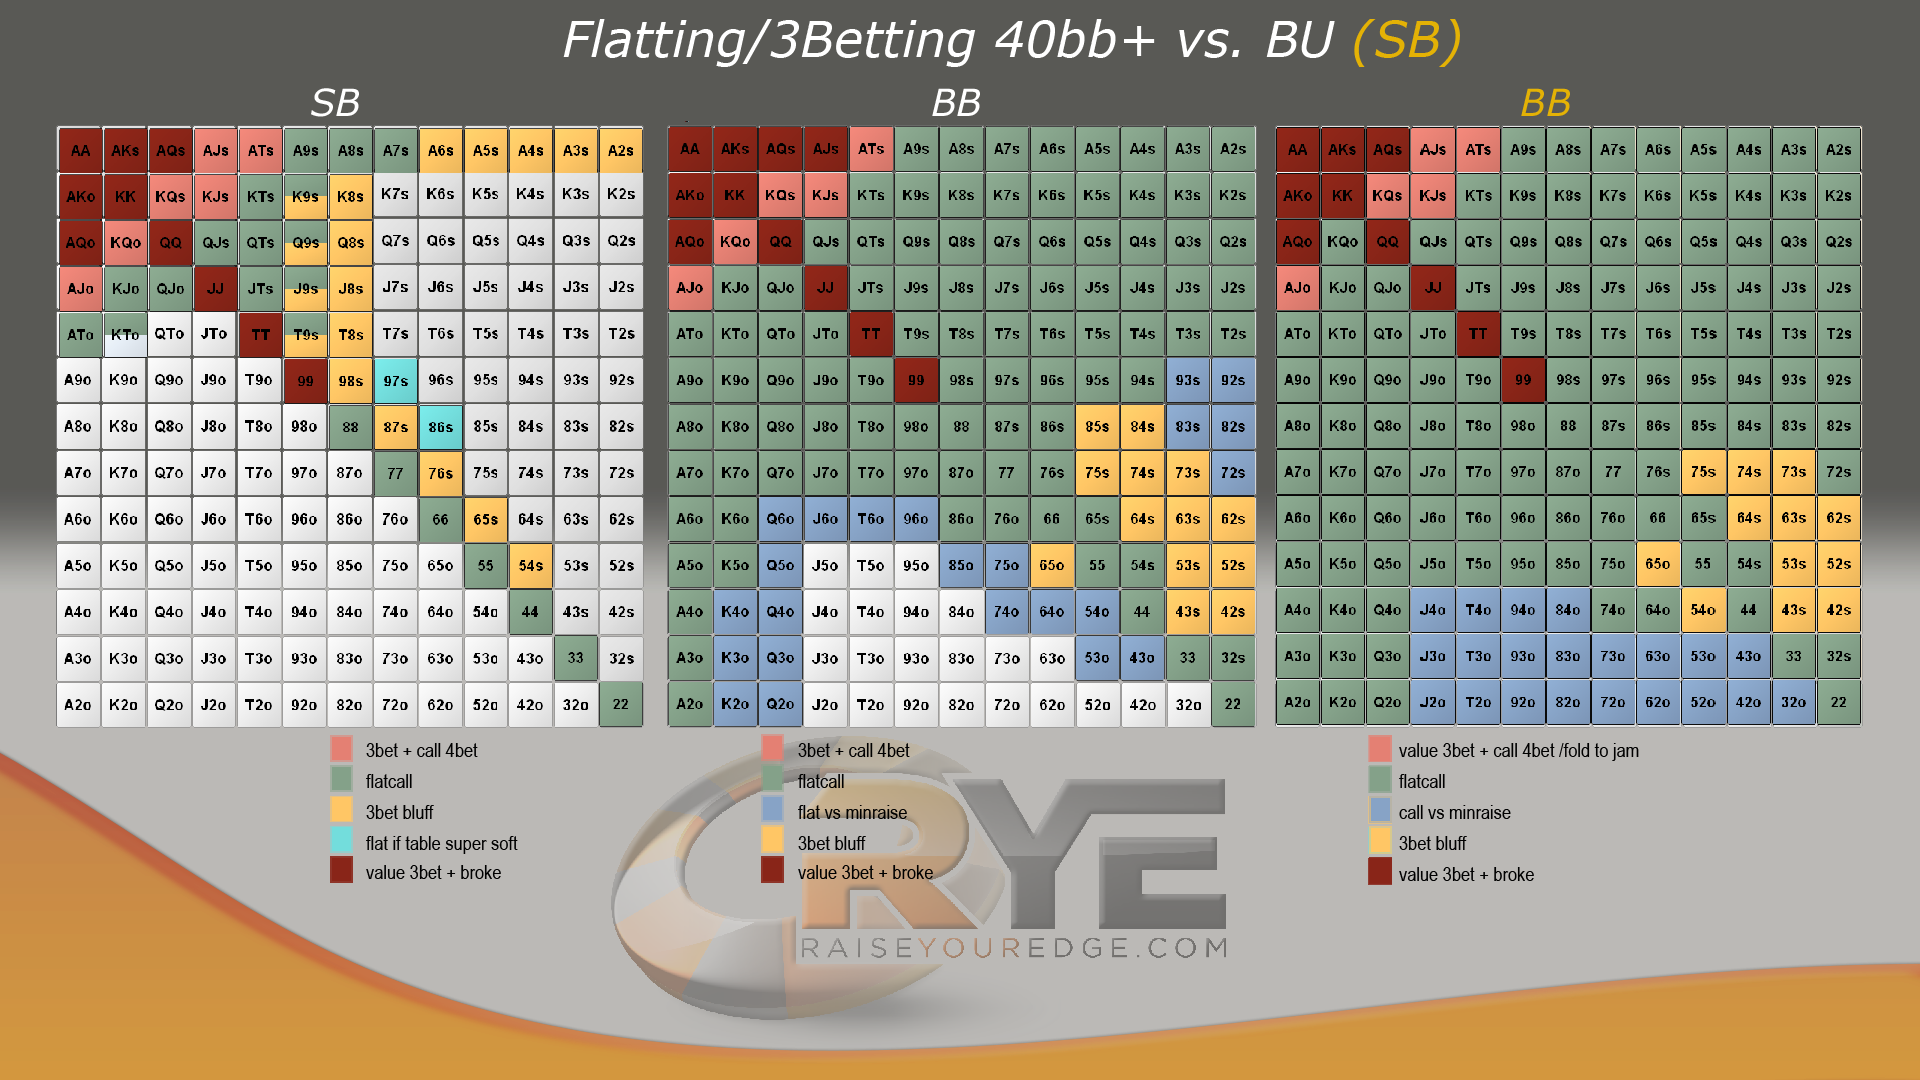 Flatting/3Betting 40bb+ vs. BU (SB)
SB
AA AKs AQs AJs ATs A9s A8s A7s A6s A5s A4s A3s A2s
AKo KK KQs KJs KTs K9s K8s K7s K6s K5s K4s K3s K2s
AQo KQo QQ QJs QTs Q9s Q8s Q7s Q6s Q5s Q4s Q3s Q2s
AJo KJo QJo JJ JTs J9s J8s J7s J6s J5s J4s J3s J2s
ATo KTo QTo JTo TT T9s T8s T7s T6s T5s T4s T3s T2s
A9o K9o Q9o J9o T9o 99 98s 97s 96s 95s 94s 93s 92s
A8o K8o Q8o J8o T8o 98o 88 87s 86s 85s 84s 83s 82s
A7o K7o Q7o J7o T7o 97o 87o 77 76s 75s 74s 73s 72s
A6o K6o Q6o J6o T6o 96o 86o 76o 66 65s 64s 63s 62s
A5o K5o Q5o J5o T5o 95o 85o 75o 65o 55 54s 53s 52s
A4o K4o Q4o J4o T4o 94o 84o 74o 64o 54o 44 43s 42s
A3o K3o Q3o J3o T3o 93o 83o 73o 63o 53o 43o 33 32s
A2o K2o Q2o J2o T2o 92o 82o 72o 62o 52o 42o 32o 22
3bet + call 4bet
flatcall
3bet bluff
flat if table super soft
value 3bet + broke
BB
AA AKs AQs AJs ATs A9s A8s A7s A6s A5s A4s A3s A2s
AKo KK KQs KJs KTs K9s K8s K7s K6s K5s K4s K3s K2s
AQo KQo QQ QJs QTs Q9s Q8s Q7s Q6s Q5s Q4s Q3s Q2s
AJo KJo QJo JJ JTs J9s J8s J7s J6s J5s J4s J3s J2s
ATo KTo QTo JTo TT T9s T8s T7s T6s T5s T4s T3s T2s
A9o K9o Q9o J9o T9o 99 98s 97s 96s 95s 94s 93s 92s
A8o K8o Q8o J8o T8o 98o 88 87s 86s 85s 84s 83s 82s
A7o K7o Q7o J7o T7o 97o 87o 77 76s 75s 74s 73s 72s
A6o K6o Q6o J6o T6o 96o 86o 76o 66 65s 64s 63s 62s
A5o K5o Q5o J5o T5o 95o 85o 75o 65o 55 54s 53s 52s
A4o K4o Q4o J4o T4o 94o 84o 74o 64o 54o 44 43s 42s
A3o K3o Q3o J3o T3o 93o 83o 73o 63o 53o 43o 33 32s
A2o K2o Q2o J2o T2o 92o 82o 72o 62o 52o 42o 32o 22
3bet + call 4bet
flatcall
flat vs minraise
3bet bluff
value 3bet + broke
BB
AA AKs AQs AJs ATs A9s A8s A7s A6s A5s A4s A3s A2s
AKo KK KQs KJs KTs K9s K8s K7s K6s K5s K4s K3s K2s
AQo KQo QQ QJs QTs Q9s Q8s Q7s Q6s Q5s Q4s Q3s Q2s
AJo KJo QJo JJ JTs J9s J8s J7s J6s J5s J4s J3s J2s
ATo KTo QTo JTo TT T9s T8s T7s T6s T5s T4s T3s T2s
A9o K9o Q9o J9o T9o 99 98s 97s 96s 95s 94s 93s 92s
A8o K8o Q8o J8o T8o 98o 88 87s 86s 85s 84s 83s 82s
A7o K7o Q7o J7o T7o 97o 87o 77 76s 75s 74s 73s 72s
A6o K6o Q6o J6o T6o 96o 86o 76o 66 65s 64s 63s 62s
A5o K5o Q5o J5o T5o 95o 85o 75o 65o 55 54s 53s 52s
A4o K4o Q4o J4o T4o 94o 84o 74o 64o 54o 44 43s 42s
A3o K3o Q3o J3o T3o 93o 83o 73o 63o 53o 43o 33 32s
A2o K2o Q2o J2o T2o 92o 82o 72o 62o 52o 42o 32o 22
value 3bet + call 4bet /fold to jam
flatcall
call vs minraise
3bet bluff
value 3bet + broke
RYE
RAISEYOUREDGE.COM